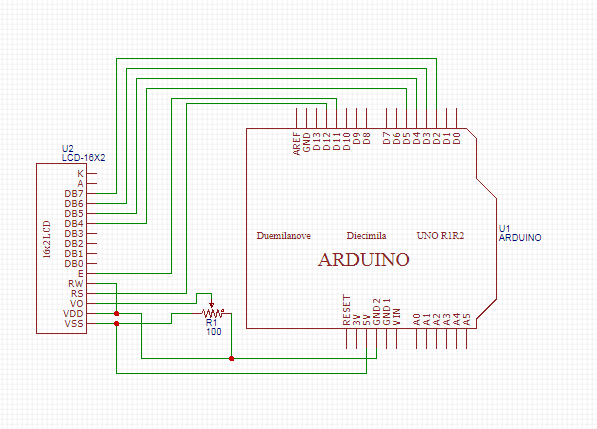 AREF
GND
D13
D12
D11
D10
D9
D8
D7
D6
D5
D4
D3
D2
D1
D0
U2
LCD-16X2
16x2 LCD
K
A
DB7
DB6
DB5
DB4
DB3
DB2
DB1
DB0
E
RW
RS
VO
VDD
VSS
R1
100
Duemilanove
Diecimila
UNO R1R2
ARDUINO
U1
ARDUINO
RESET
3V
5V
GND2
GND1
VIN
A0
A1
A2
A3
A4
A5